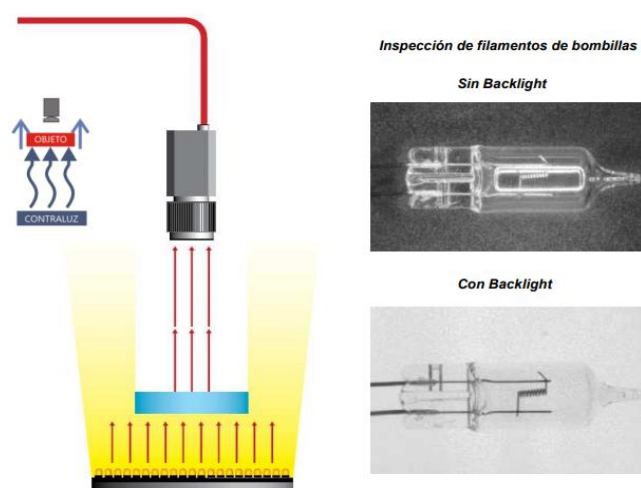 Inspección de filamentos de bombillas
Sin Backlight
OBJETO
CONTRALUZ
Con Backlight